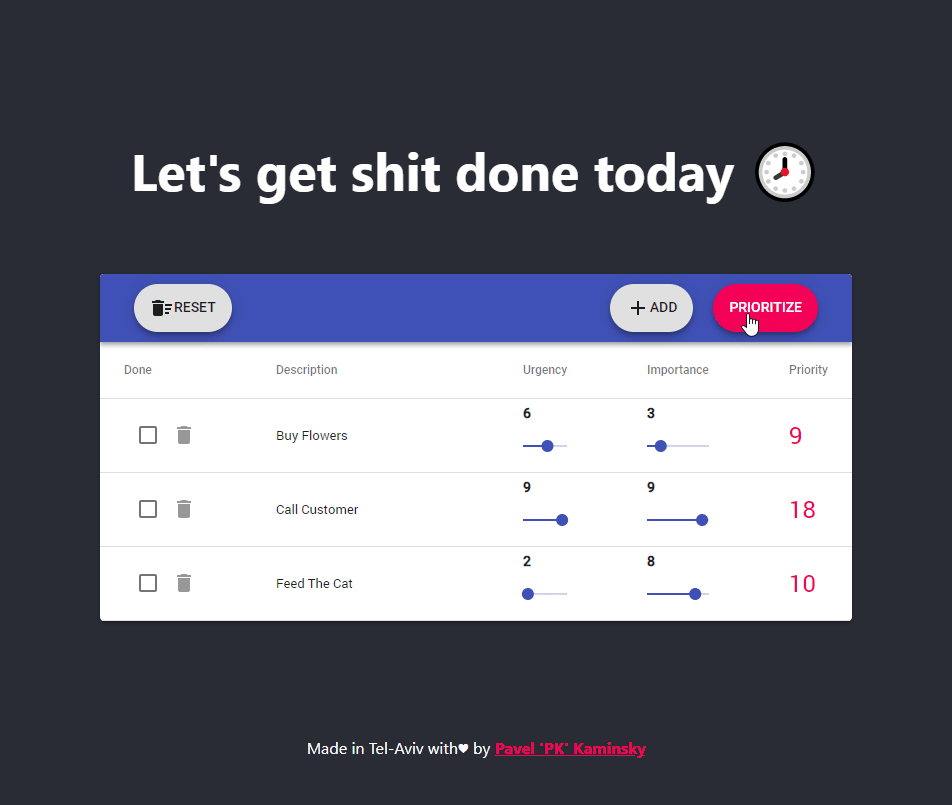 Let's get shit done today
RESET ADD PRIORITIZE
Done Description Urgency Importance Priority
Buy Flowers 6 3 9
Call Customer 9 9 18
Feed The Cat 2 8 10
Made in Tel-Aviv with♥ by Pavel "PK" Kaminsky